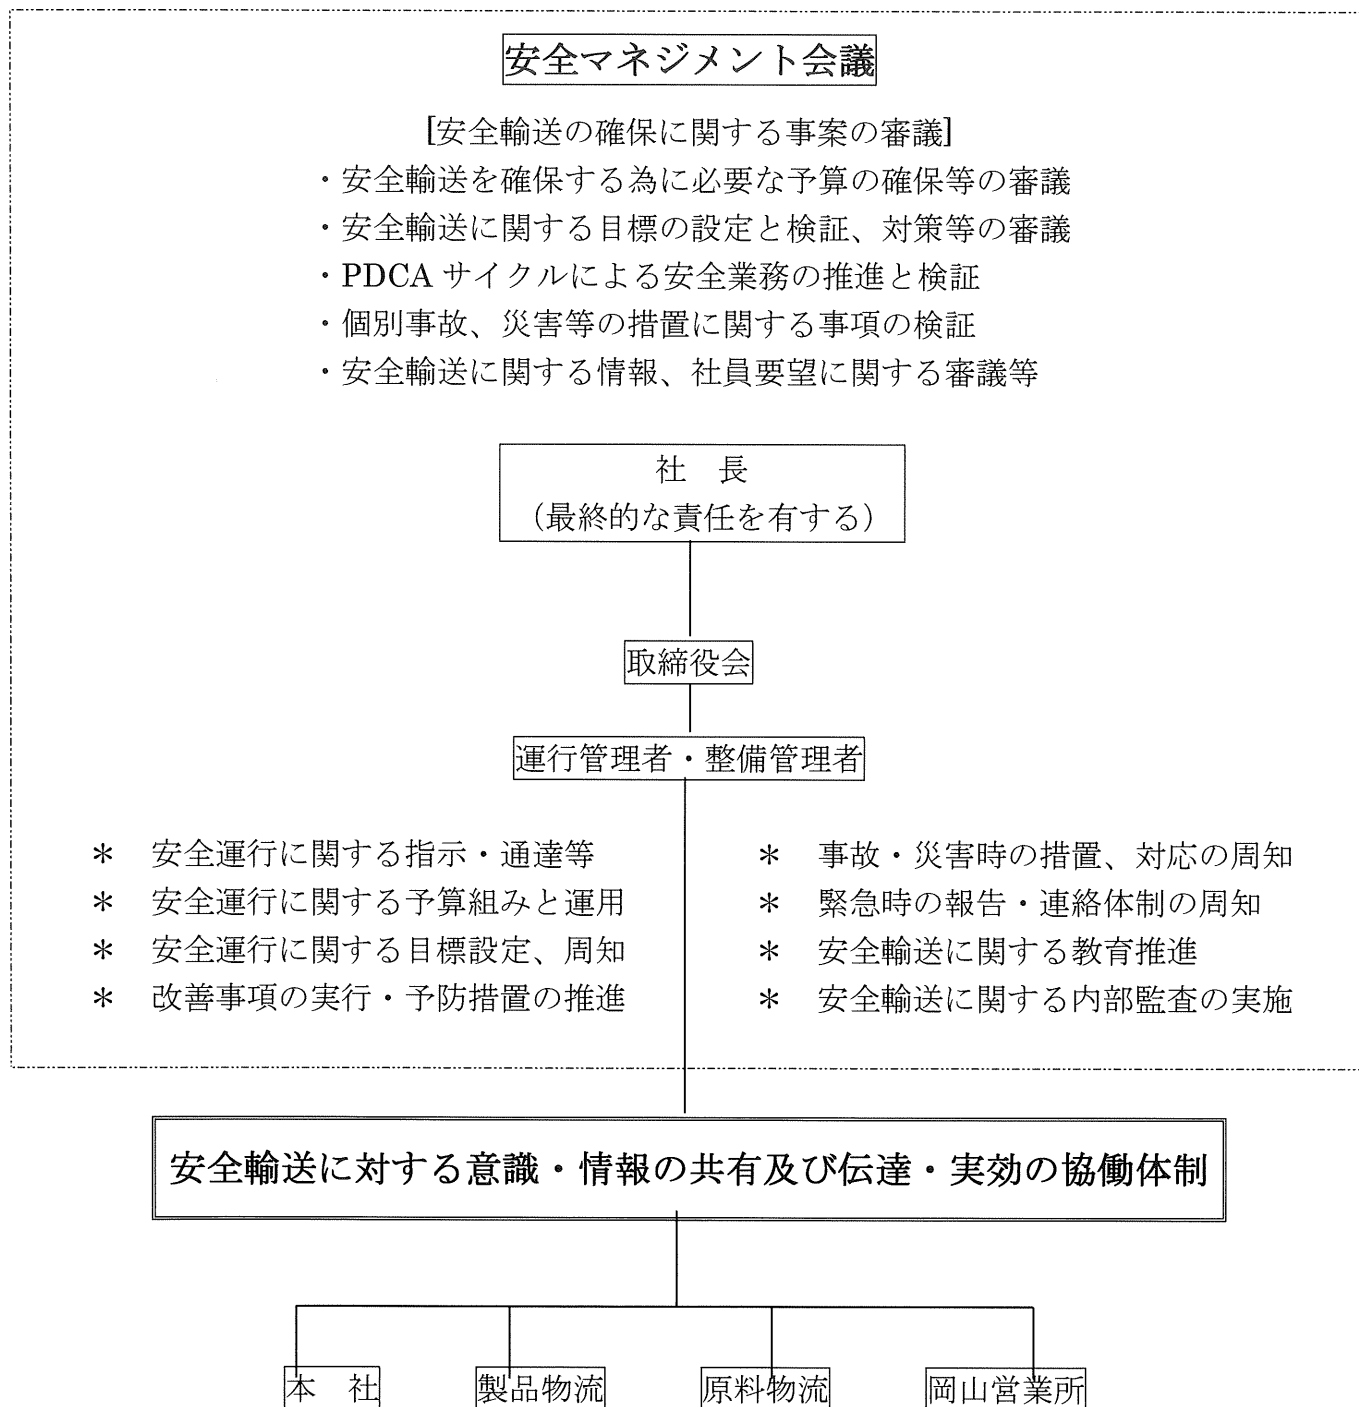 安全マネジメント会議
[安全輸送の確保に関する事案の審議]
・安全輸送を確保する為に必要な予算の確保等の審議
・安全輸送に関する目標の設定と検証、対策等の審議
・PDCA サイクルによる安全業務の推進と検証
・個別事故、災害等の措置に関する事項の検証
・安全輸送に関する情報、社員要望に関する審議等
社　長
（最終的な責任を有する）
取締役会
運行管理者・整備管理者
＊　安全運行に関する指示・通達等
＊　安全運行に関する予算組みと運用
＊　安全運行に関する目標設定、周知
＊　改善事項の実行・予防措置の推進
＊　事故・災害時の措置、対応の周知
＊　緊急時の報告・連絡体制の周知
＊　安全輸送に関する教育推進
＊　安全輸送に関する内部監査の実施
安全輸送に対する意識・情報の共有及び伝達・実効の協働体制
本　社
製品物流
原料物流
岡山営業所